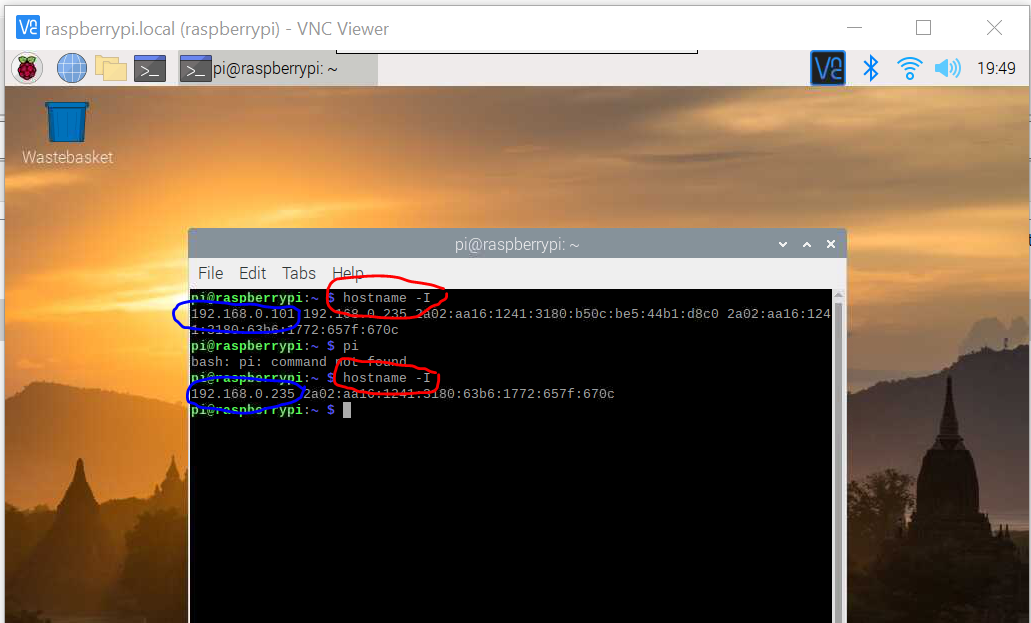 raspberrypi.local (raspberrypi) - VNC Viewer
pi@raspberrypi: ~
19:49
Wastebasket
pi@raspberrypi: ~
File Edit Tabs Help
pi@raspberrypi:~ $ hostname -I
192.168.0.101 192.168.0.235 2a02:aa16:1241:3180:b50c:be5:44b1:d8c0 2a02:aa16:124
1:3180:63b6:1772:657f:670c
pi@raspberrypi:~ $ pi
bash: pi: command not found
pi@raspberrypi:~ $ hostname -I
192.168.0.235 2a02:aa16:1241:3180:63b6:1772:657f:670c
pi@raspberrypi:~ $